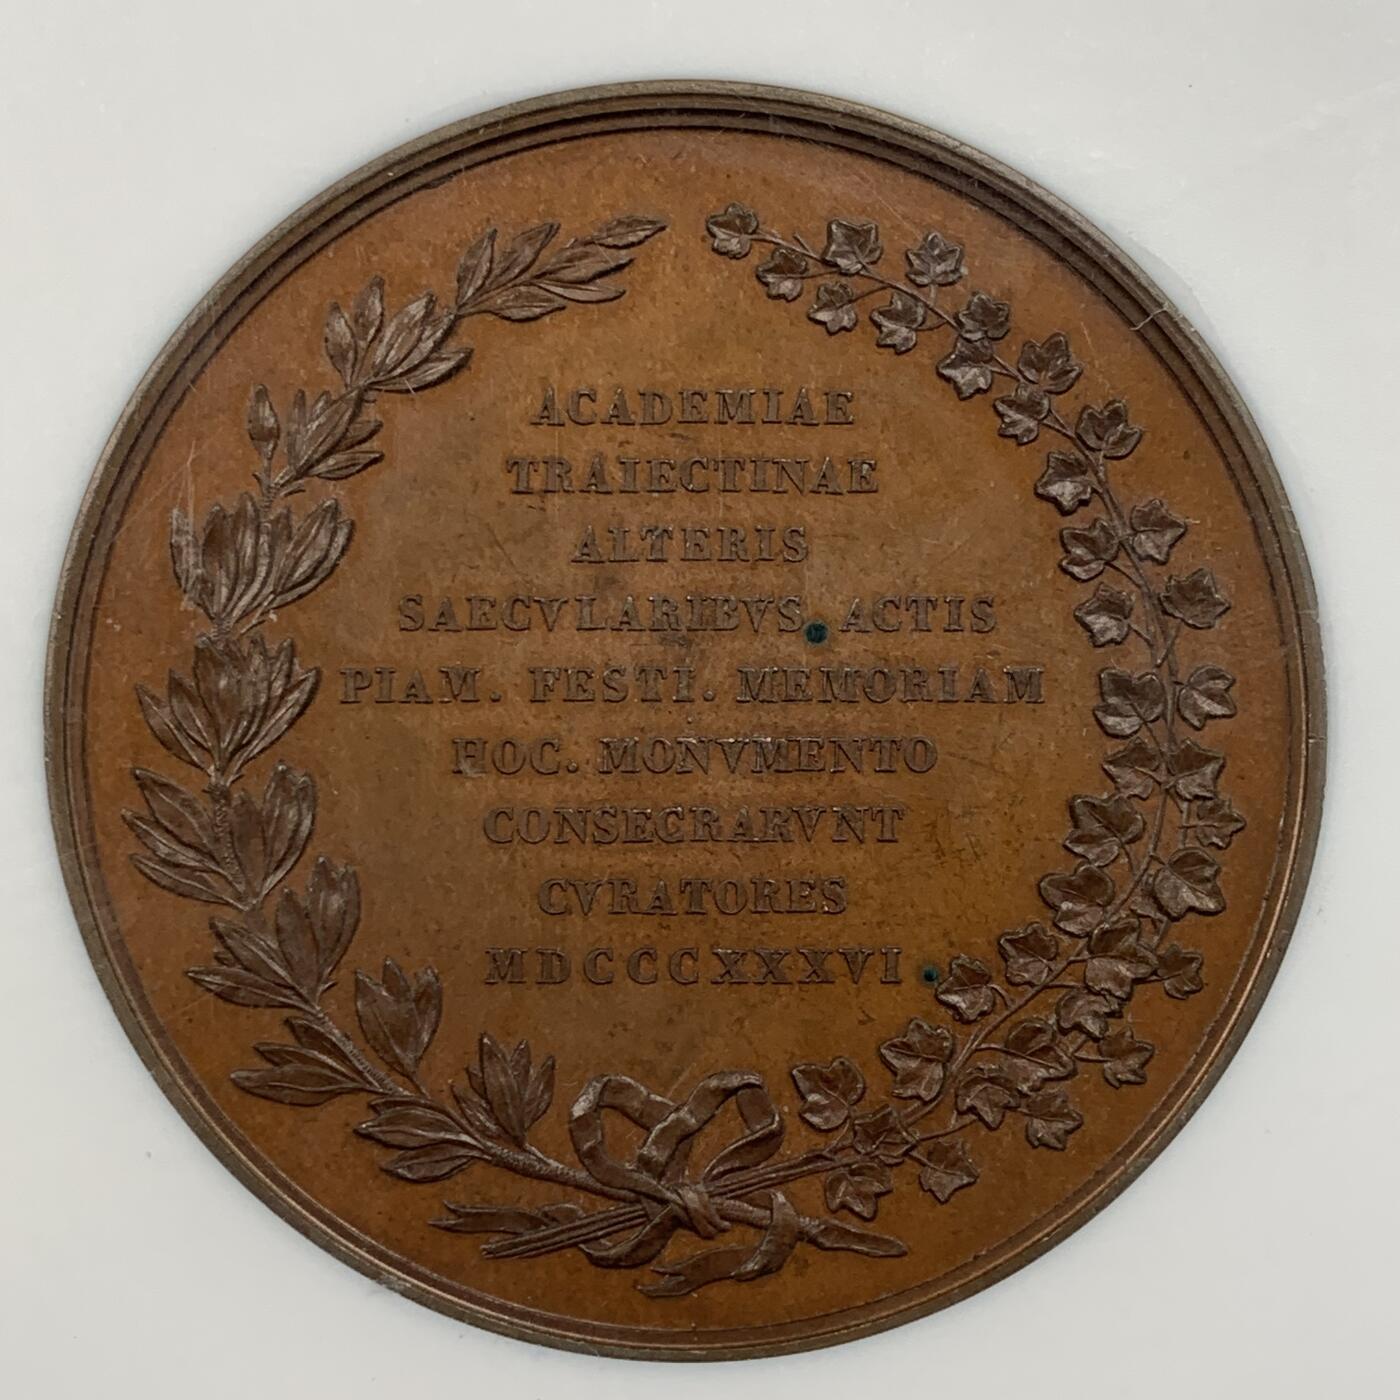 ACADEMIAE
TRAIECTINAE
ALTERIS
SAECVLARIBVS ACTIS
PIAM. FESTI. MEMORIAM
HOC. MONVMENTO
CONSECRARVNT
CVRATORES
MDCCCXXXVI